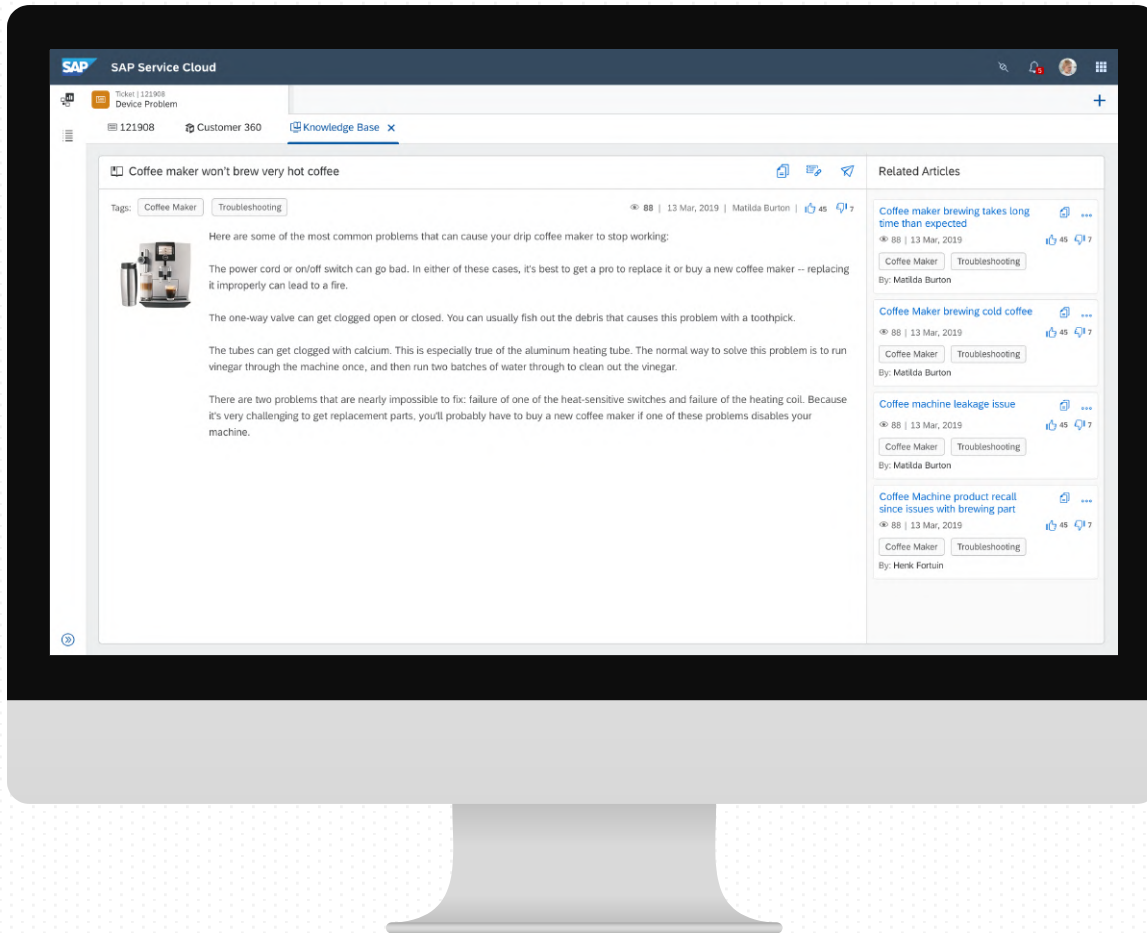 SAP SAP Service Cloud
5
Ticket | 121908
Device Problem
121908 Customer 360 Knowledge Base
Coffee maker won't brew very hot coffee
Tags: Coffee Maker Troubleshooting
88 | 13 Mar, 2019 | Matilda Burton | 45 7
Here are some of the most common problems that can cause your drip coffee maker to stop working:
The power cord or on/off switch can go bad. In either of these cases, it's best to get a pro to replace it or buy a new coffee maker -- replacing
it improperly can lead to a fire.
The one-way valve can get clogged open or closed. You can usually fish out the debris that causes this problem with a toothpick.
The tubes can get clogged with calcium. This is especially true of the aluminum heating tube. The normal way to solve this problem is to run
vinegar through the machine once, and then run two batches of water through to clean out the vinegar.
There are two problems that are nearly impossible to fix: failure of one of the heat-sensitive switches and failure of the heating coil. Because
it's very challenging to get replacement parts, you'll probably have to buy a new coffee maker if one of these problems disables your
machine.
Related Articles
Coffee maker brewing takes long
time than expected
88 | 13 Mar, 2019 45 7
Coffee Maker Troubleshooting
By: Matilda Burton
Coffee Maker brewing cold coffee
88 | 13 Mar, 2019 45 7
Coffee Maker Troubleshooting
By: Matilda Burton
Coffee machine leakage issue
88 | 13 Mar, 2019 45 7
Coffee Maker Troubleshooting
By: Matilda Burton
Coffee Machine product recall
since issues with brewing part
88 | 13 Mar, 2019 45 7
Coffee Maker Troubleshooting
By: Henk Fortuin